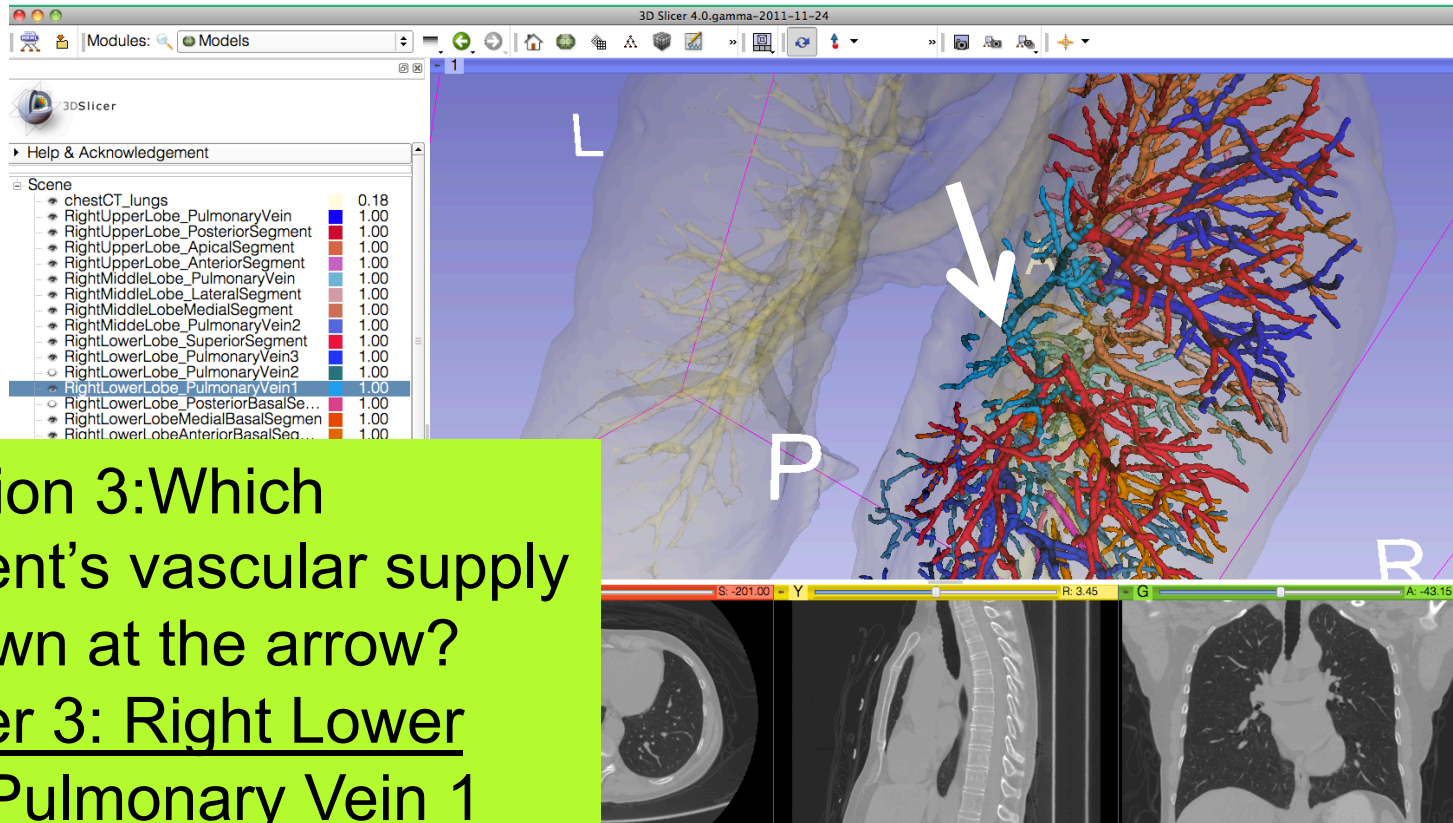 3D Slicer 4.0.gamma-2011-11-24
Modules: Models
» »
1
3DSlicer
Help & Acknowledgement
Scene
chestCT_lungs 0.18
RightUpperLobe_PulmonaryVein 1.00
RightUpperLobe_PosteriorSegment 1.00
RightUpperLobe_ApicalSegment 1.00
RightUpperLobe_AnteriorSegment 1.00
RightMiddleLobe_PulmonaryVein 1.00
RightMiddleLobe_LateralSegment 1.00
RightMiddleLobeMedialSegment 1.00
RightMiddeLobe_PulmonaryVein2 1.00
RightLowerLobe_SuperiorSegment 1.00
RightLowerLobe_PulmonaryVein3 1.00
RightLowerLobe_PulmonaryVein2 1.00
RightLowerLobe_PulmonaryVein1 1.00
RightLowerLobe_PosteriorBasalSe... 1.00
RightLowerLobeMedialBasalSegmen 1.00
RightLowerLobeAnteriorBasalSeg... 1.00
L
A
P
R
ion 3:Which
ent's vascular supply
wn at the arrow?
er 3: Right Lower
Pulmonary Vein 1
S: -201.00
Y R: 3.45
G A: -43.15